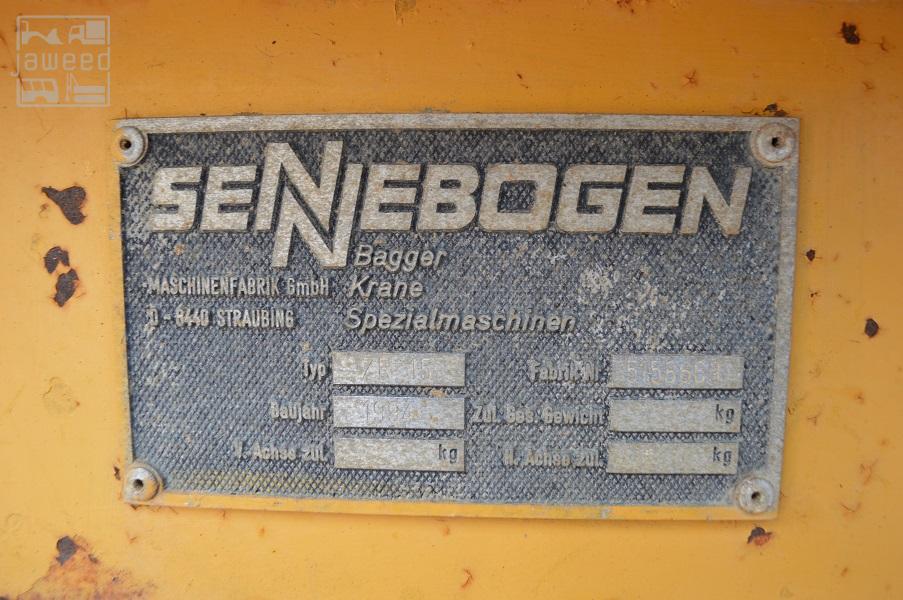 jaweed
SENNEBOGEN
Bagger
MASCHINENFABRIK GmbH Krane
D - 8440 STRAUBING Spezialmaschinen
Typ Fabrik Nr.
Baujahr Zul. Ges. Gewicht kg
V. Achse zul. kg H. Achse zul. kg